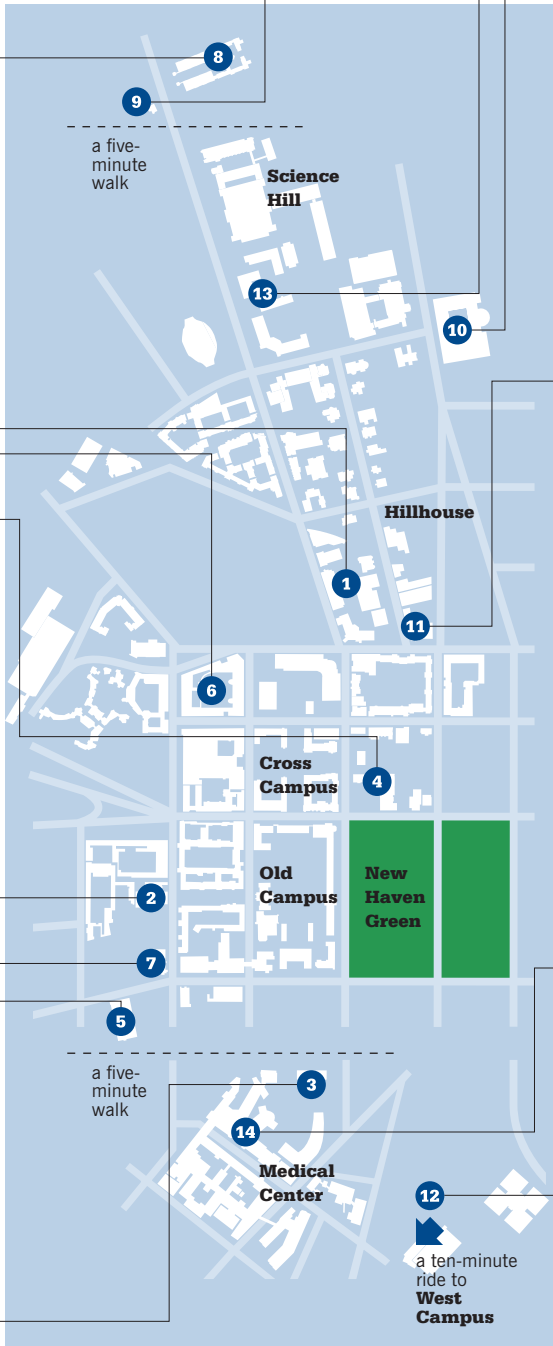 8
9
a five-
minute
walk
Science
Hill
13
10
Hillhouse
1
11
6
Cross
Campus
4
Old
Campus
New
Haven
Green
2
7
5
a five-
minute
walk
3
14
Medical
Center
12
a ten-minute
ride to
West
Campus